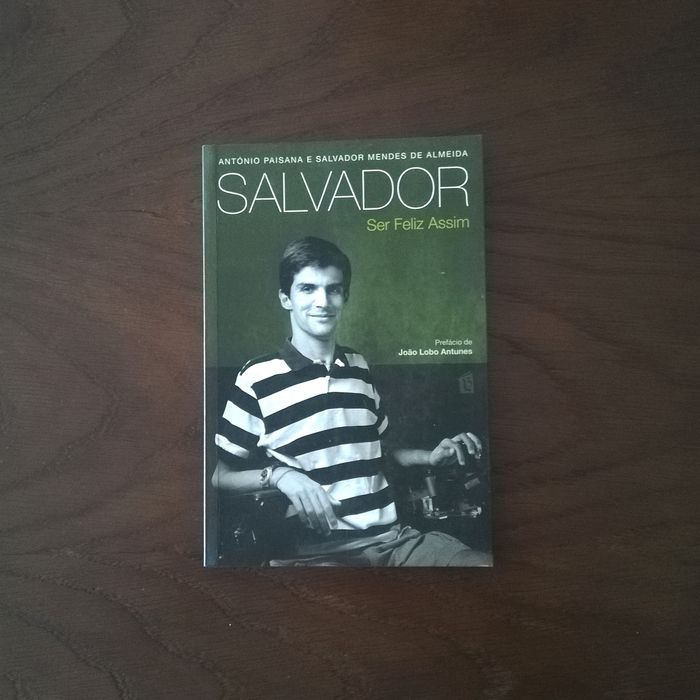 ANTÓNIO PAISANA E SALVADOR MENDES DE ALMEIDA
SALVADOR
Ser Feliz Assim
Prefácio de
João Lobo Antunes